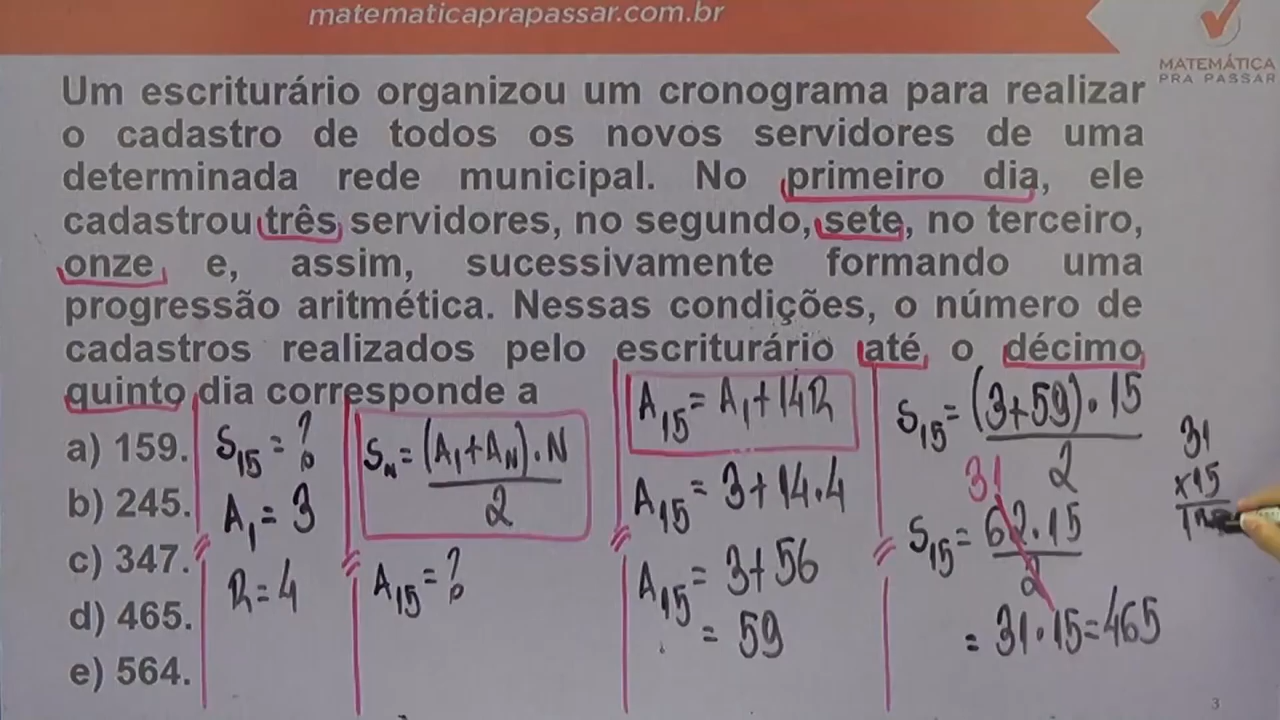 matematicaprapassar.com.br
MATEMÁTICA
PRA PASSAR
Um escriturário organizou um cronograma para realizar
o cadastro de todos os novos servidores de uma
determinada rede municipal. No primeiro dia, ele
cadastrou três servidores, no segundo, sete, no terceiro,
onze e, assim, sucessivamente formando uma
progressão aritmética. Nessas condições, o número de
cadastros realizados pelo escriturário até o décimo
quinto dia corresponde a
a) 159.
b) 245.
c) 347.
d) 465.
e) 564.
S₁₅ = ?
A₁ = 3
R = 4
Sₙ = (A₁ + Aₙ) . N
2
A₁₅ = ?
A₁₅ = A₁ + 14R
A₁₅ = 3 + 14.4
A₁₅ = 3 + 56
= 59
S₁₅ = (3 + 59) . 15
2
31
S₁₅ = 62 . 15
2
= 31 . 15 = 465
31
x15
3